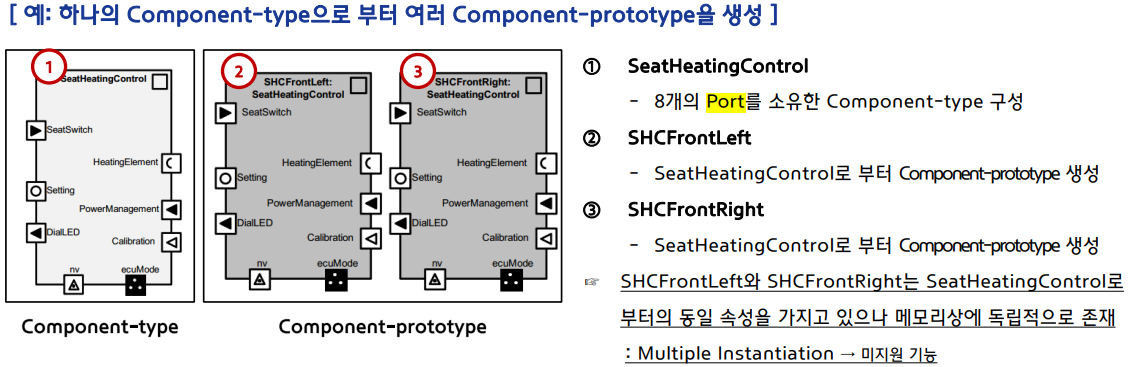 [ 예: 하나의 Component-type으로 부터 여러 Component-prototype을 생성 ]
1
SeatHeatingControl
SeatSwitch
HeatingElement
Setting
PowerManagement
DialLED
Calibration
nv
ecuMode
Component-type
2
SHCFrontLeft:
SeatHeatingControl
SeatSwitch
HeatingElement
Setting
PowerManagement
DialLED
Calibration
nv
ecuMode
3
SHCFrontRight:
SeatHeatingControl
SeatSwitch
HeatingElement
Setting
PowerManagement
DialLED
Calibration
nv
ecuMode
Component-prototype
① SeatHeatingControl
- 8개의 Port를 소유한 Component-type 구성
② SHCFrontLeft
- SeatHeatingControl로 부터 Component-prototype 생성
③ SHCFrontRight
- SeatHeatingControl로 부터 Component-prototype 생성
☞ SHCFrontLeft와 SHCFrontRight는 SeatHeatingControl로
부터의 동일 속성을 가지고 있으나 메모리상에 독립적으로 존재
: Multiple Instantiation → 미지원 기능